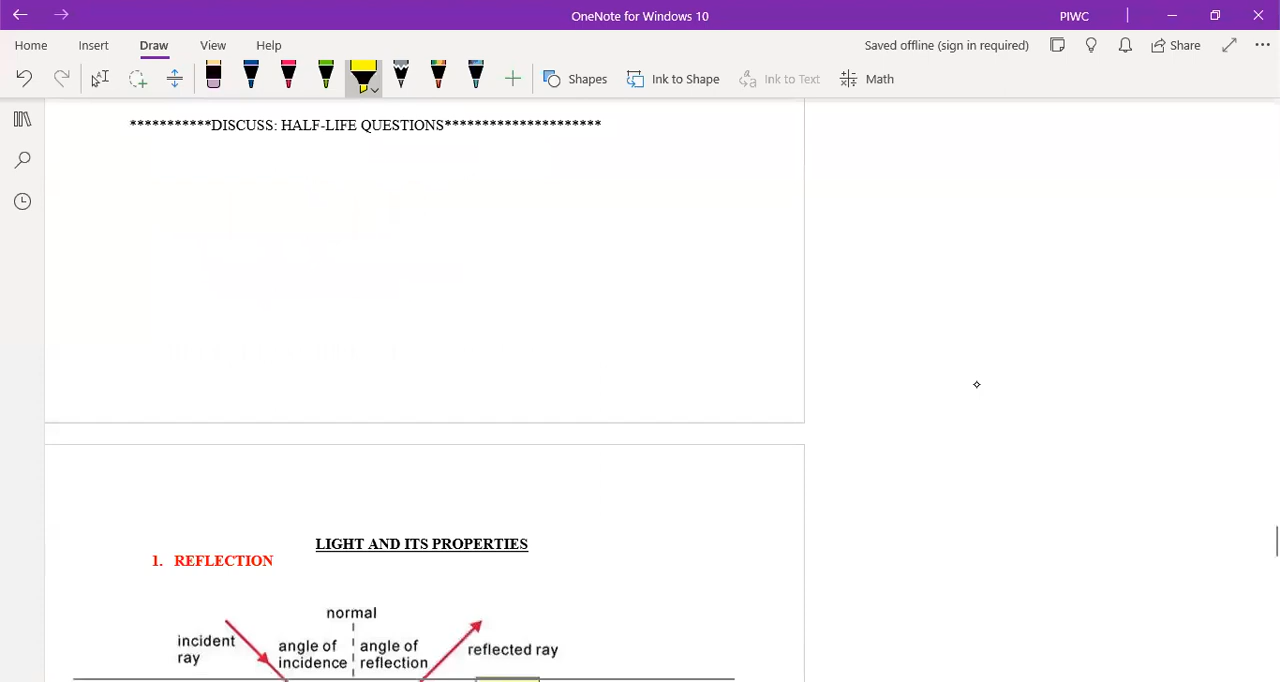 OneNote for Windows 10
PIWC
Home Insert Draw View Help
Saved offline (sign in required)
Share
Shapes
Ink to Shape
Ink to Text
Math
***********DISCUSS: HALF-LIFE QUESTIONS*********************
LIGHT AND ITS PROPERTIES
1. REFLECTION
normal
incident
ray
angle of
incidence
angle of
reflection
reflected ray